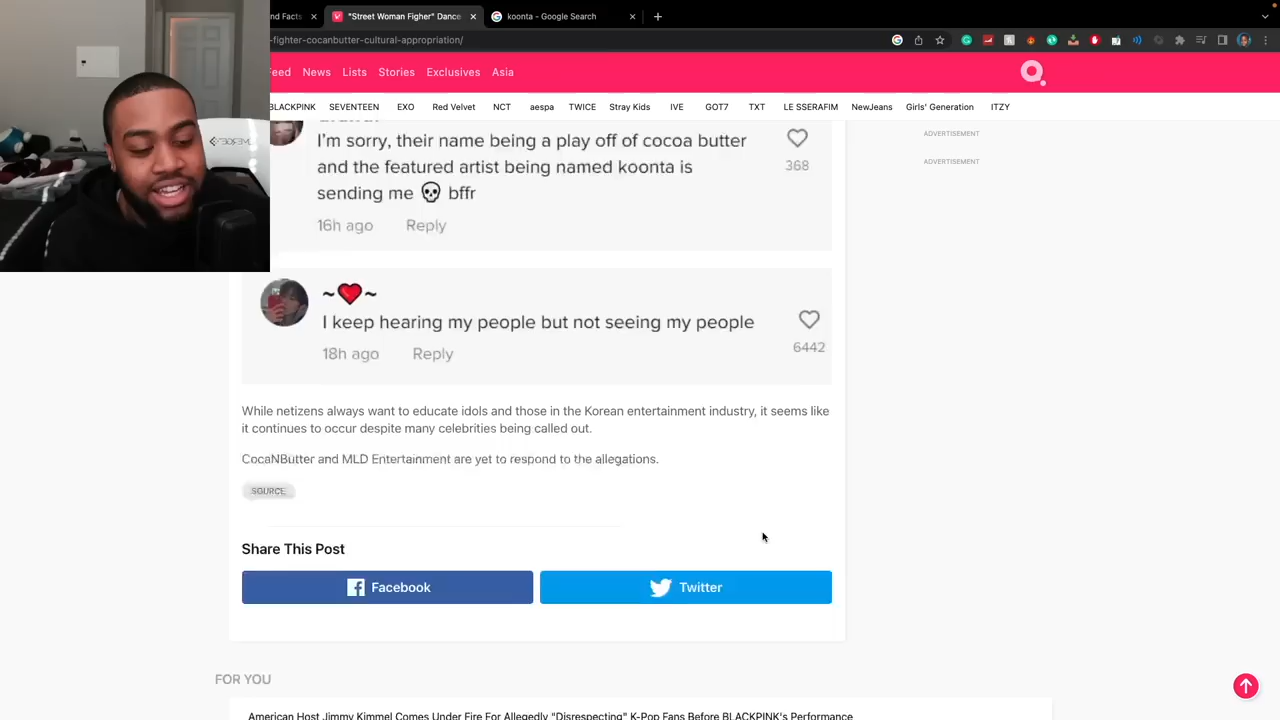 nd Facts
"Street Woman Figher" Dance
koonta - Google Search
-fighter-cocanbutter-cultural-appropriation/
Feed News Lists Stories Exclusives Asia
BLACKPINK SEVENTEEN EXO Red Velvet NCT aespa TWICE Stray Kids IVE GOT7 TXT LE SSERAFIM NewJeans Girls' Generation ITZY
ADVERTISEMENT
ADVERTISEMENT
I'm sorry, their name being a play off of cocoa butter
and the featured artist being named koonta is
sending me 💀 bffr
368
16h ago Reply
~❤️~
I keep hearing my people but not seeing my people
6442
18h ago Reply
While netizens always want to educate idols and those in the Korean entertainment industry, it seems like
it continues to occur despite many celebrities being called out.
CocaNButter and MLD Entertainment are yet to respond to the allegations.
SOURCE
Share This Post
Facebook
Twitter
FOR YOU
American Host Jimmy Kimmel Comes Under Fire For Allegedly "Disrespecting" K-Pop Fans Before BLACKPINK's Performance